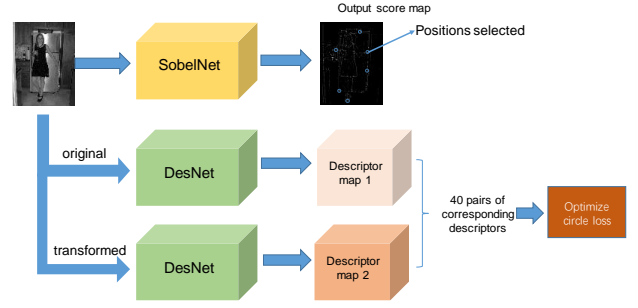 Output score map
Positions selected
SobelNet
original
DesNet
Descriptor
map 1
40 pairs of
corresponding
descriptors
Optimize
circle loss
transformed
DesNet
Descriptor
map 2